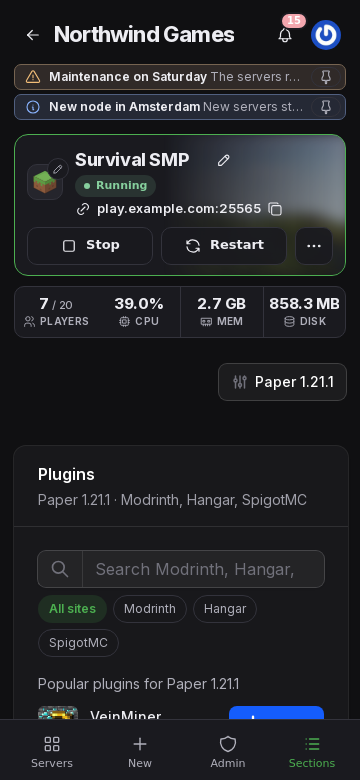 Northwind Games
15
Maintenance on Saturday The servers r...
New node in Amsterdam New servers st...
Survival SMP
Running
play.example.com:25565
Stop
Restart
7 / 20
PLAYERS
39.0%
CPU
2.7 GB
MEM
858.3 MB
DISK
Paper 1.21.1
Plugins
Paper 1.21.1 · Modrinth, Hangar, SpigotMC
Search Modrinth, Hangar,
All sites
Modrinth
Hangar
SpigotMC
Popular plugins for Paper 1.21.1
VeinMiner
Servers
New
Admin
Sections